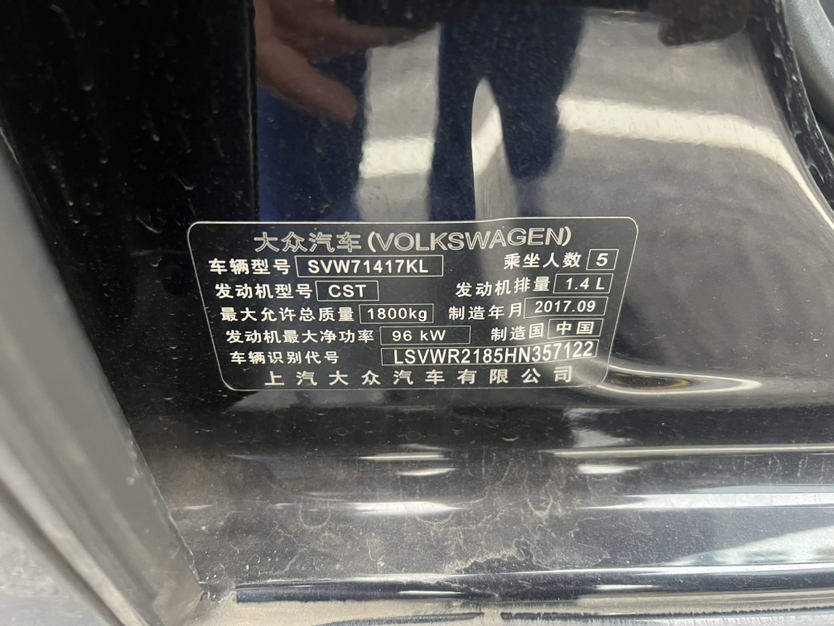 大众汽车(VOLKSWAGEN)
车辆型号 SVW71417KL 乘坐人数 5
发动机型号 CST 发动机排量 1.4 L
最大允许总质量 1800kg 制造年月 2017.09
发动机最大净功率 96 kW 制造国 中国
车辆识别代号 LSVWR2185HN357122
上汽大众汽车有限公司